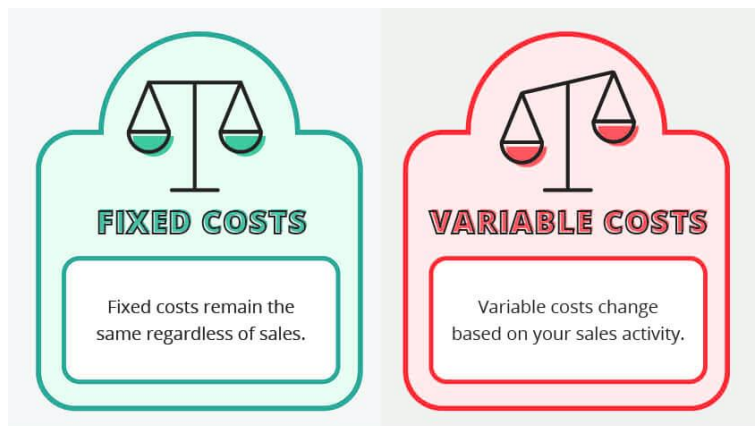 FIXED COSTS
Fixed costs remain the
same regardless of sales.
VARIABLE COSTS
Variable costs change
based on your sales activity.